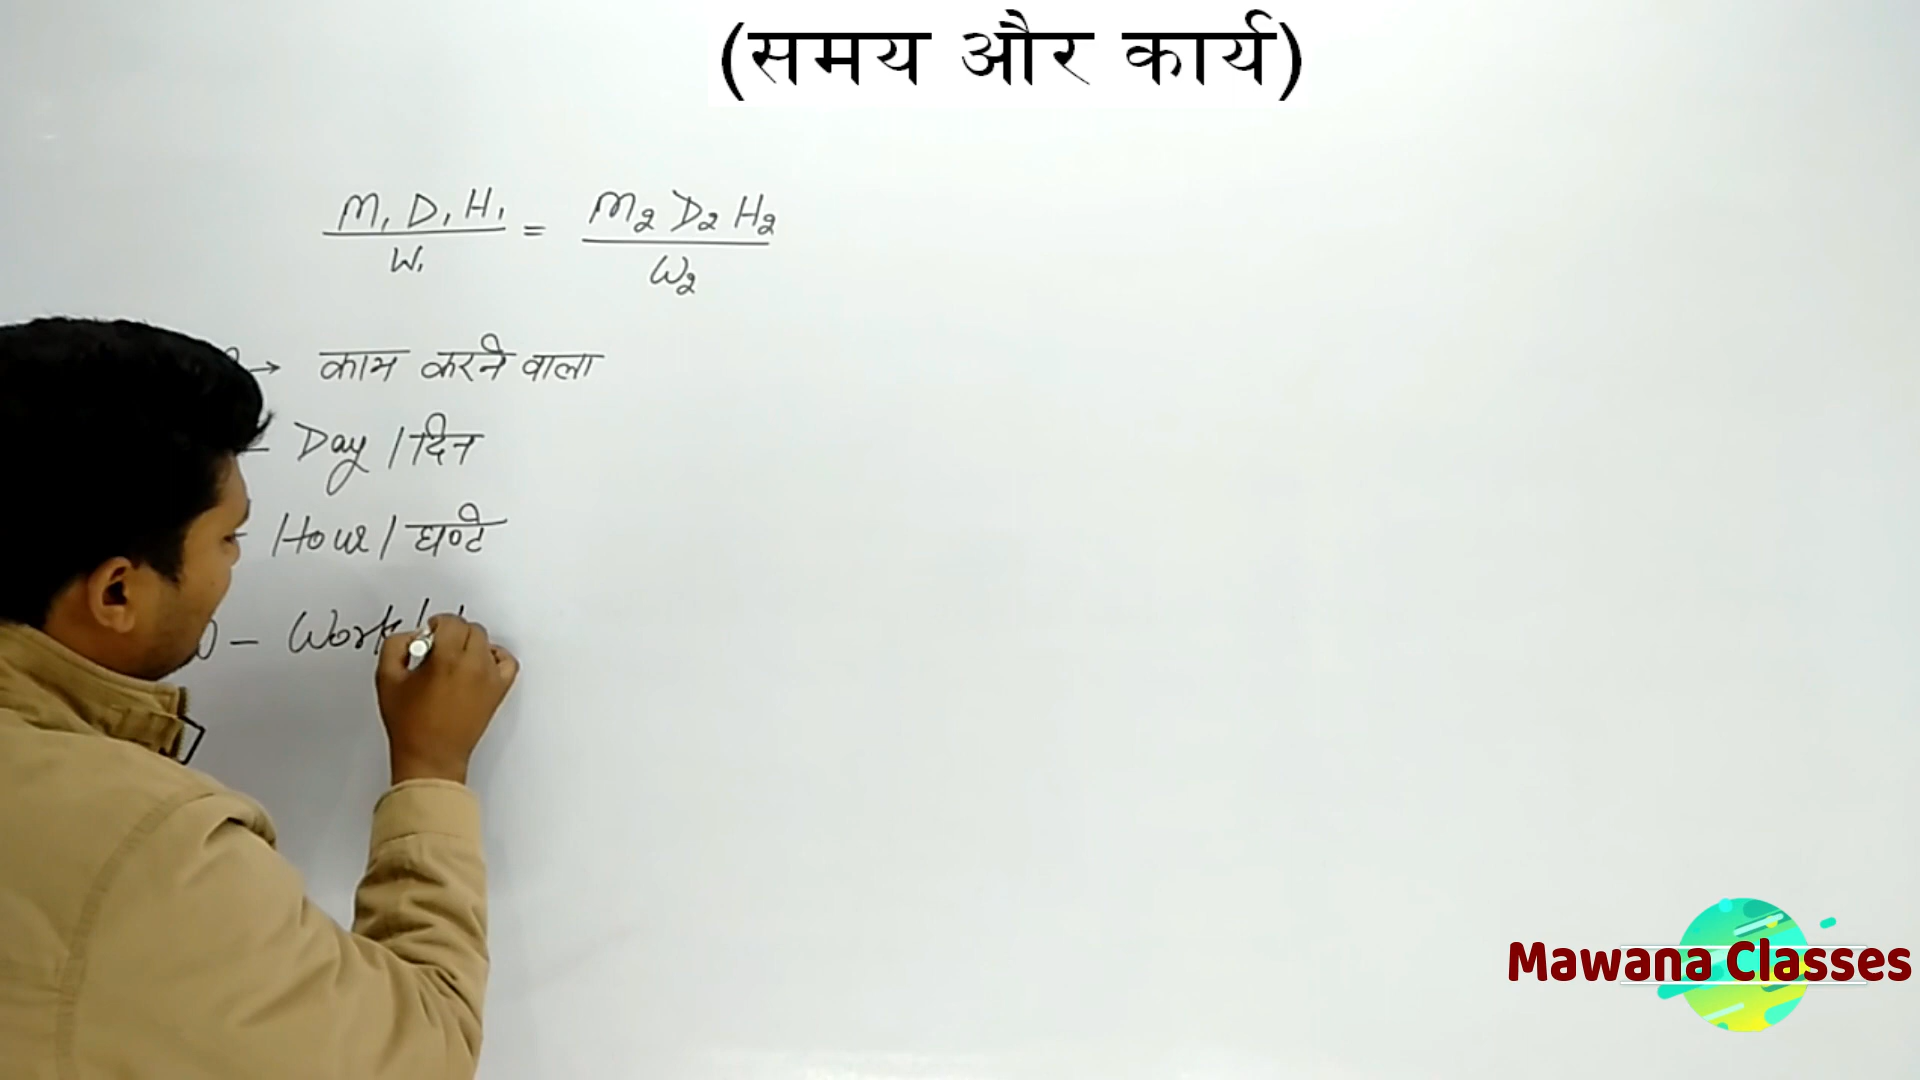 (समय और कार्य)
M₁ D₁ H₁ / W₁ = M₂ D₂ H₂ / W₂
→ काम करने वाला
- Day / दिन
- Hour / घण्टे
- Work /
Mawana Classes